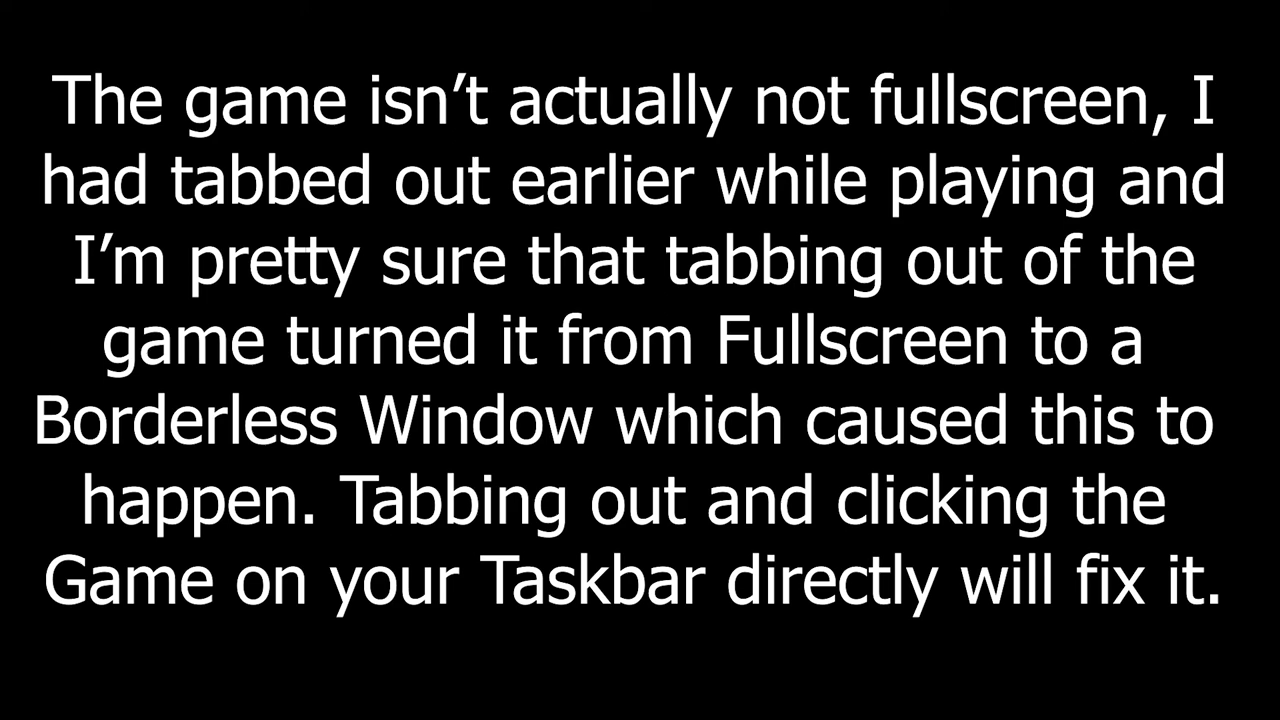 The game isn’t actually not fullscreen, I
had tabbed out earlier while playing and
I’m pretty sure that tabbing out of the
game turned it from Fullscreen to a
Borderless Window which caused this to
happen. Tabbing out and clicking the
Game on your Taskbar directly will fix it.